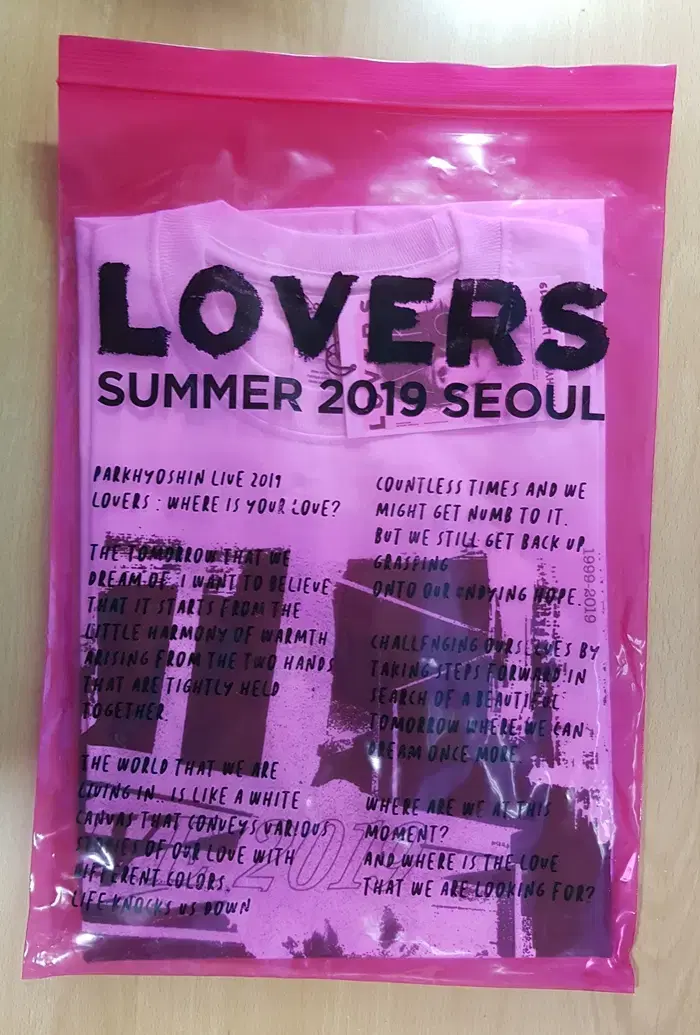 LOVERS
SUMMER 2019 SEOUL
PARKHYOSHIN LIVE 2019
LOVERS : WHERE IS YOUR LOVE?
THE TOMORROW THAT WE
DREAM OF.. I WANT TO BELIEVE
THAT IT STARTS FROM THE
LITTLE HARMONY OF WARMTH
ARISING FROM THE TWO HANDS
THAT ARE TIGHTLY HELD
TOGETHER.
THE WORLD THAT WE ARE
LIVING IN.. IS LIKE A WHITE
CANVAS THAT CONVEYS VARIOUS
STORIES OF OUR LOVE WITH
DIFFERENT COLORS.
LIFE KNOCKS US DOWN
COUNTLESS TIMES AND WE
MIGHT GET NUMB TO IT.
BUT WE STILL GET BACK UP
GRASPING
ONTO OUR UNDYING HOPE.
CHALLENGING OURSELVES BY
TAKING STEPS FORWARD IN
SEARCH OF A BEAUTIFUL
TOMORROW WHERE WE CAN
DREAM ONCE MORE.
WHERE ARE WE AT THIS
MOMENT?
AND WHERE IS THE LOVE
THAT WE ARE LOOKING FOR?
1999-2019
2019